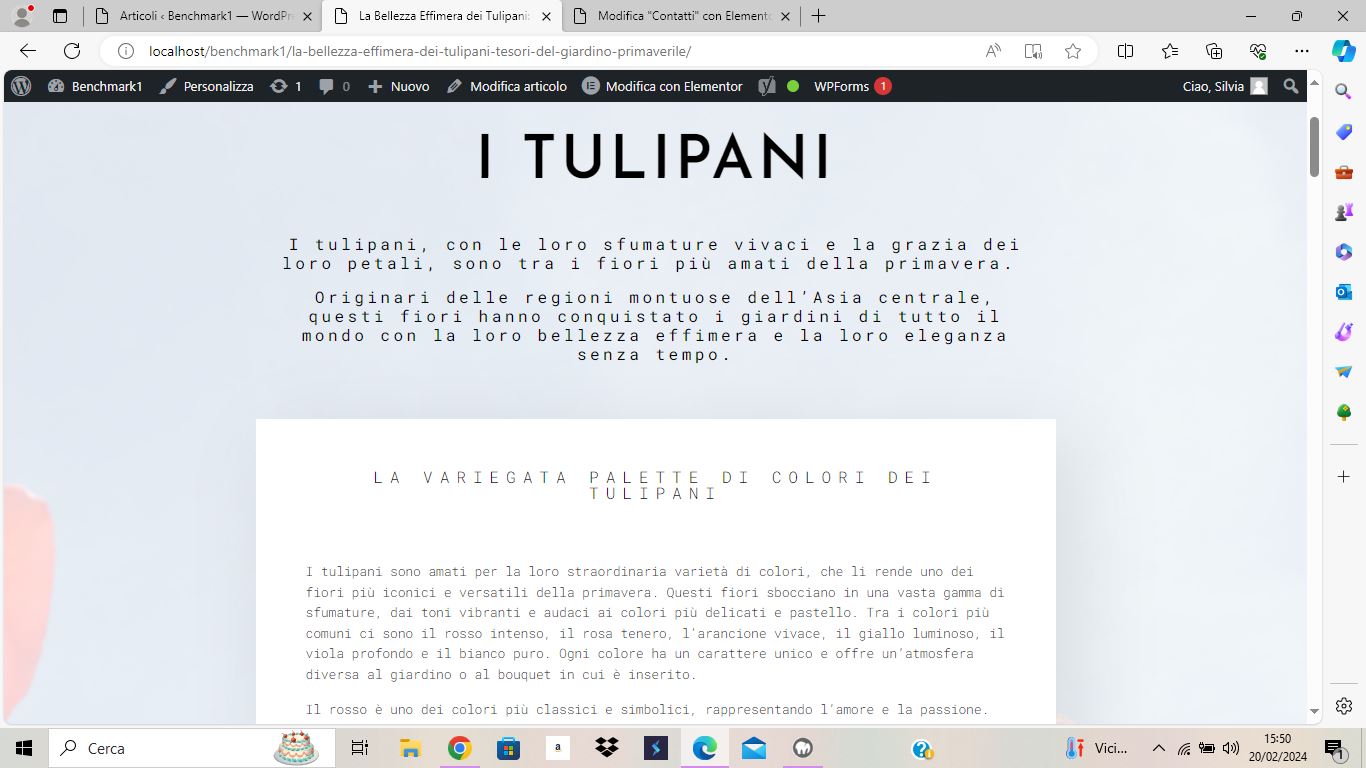 Articoli ‹ Benchmark1 — WordPr
La Bellezza Effimera dei Tulipani:
Modifica "Contatti" con Elemento
localhost/benchmark1/la-bellezza-effimera-dei-tulipani-tesori-del-giardino-primaverile/
Benchmark1 Personalizza 1 0 Nuovo Modifica articolo Modifica con Elementor WPForms 1 Ciao, Silvia
I TULIPANI
I tulipani, con le loro sfumature vivaci e la grazia dei
loro petali, sono tra i fiori più amati della primavera.
Originari delle regioni montuose dell’Asia centrale,
questi fiori hanno conquistato i giardini di tutto il
mondo con la loro bellezza effimera e la loro eleganza
senza tempo.
LA VARIEGATA PALETTE DI COLORI DEI
TULIPANI
I tulipani sono amati per la loro straordinaria varietà di colori, che li rende uno dei
fiori più iconici e versatili della primavera. Questi fiori sbocciano in una vasta gamma di
sfumature, dai toni vibranti e audaci ai colori più delicati e pastello. Tra i colori più
comuni ci sono il rosso intenso, il rosa tenero, l’arancione vivace, il giallo luminoso, il
viola profondo e il bianco puro. Ogni colore ha un carattere unico e offre un’atmosfera
diversa al giardino o al bouquet in cui è inserito.
Il rosso è uno dei colori più classici e simbolici, rappresentando l’amore e la passione.
Cerca
a
Vici...
15:50
20/02/2024
1